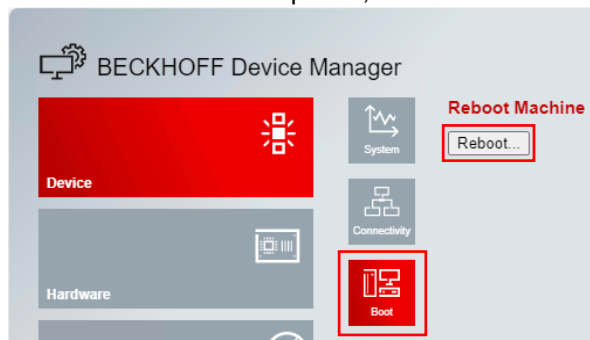 BECKHOFF Device Manager
Device
Hardware
System
Connectivity
Boot
Reboot Machine
Reboot...